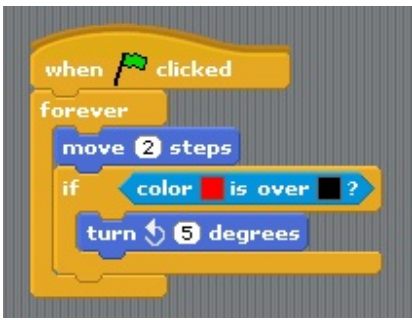 when clicked
forever
move 2 steps
if color is over ?
turn 5 degrees